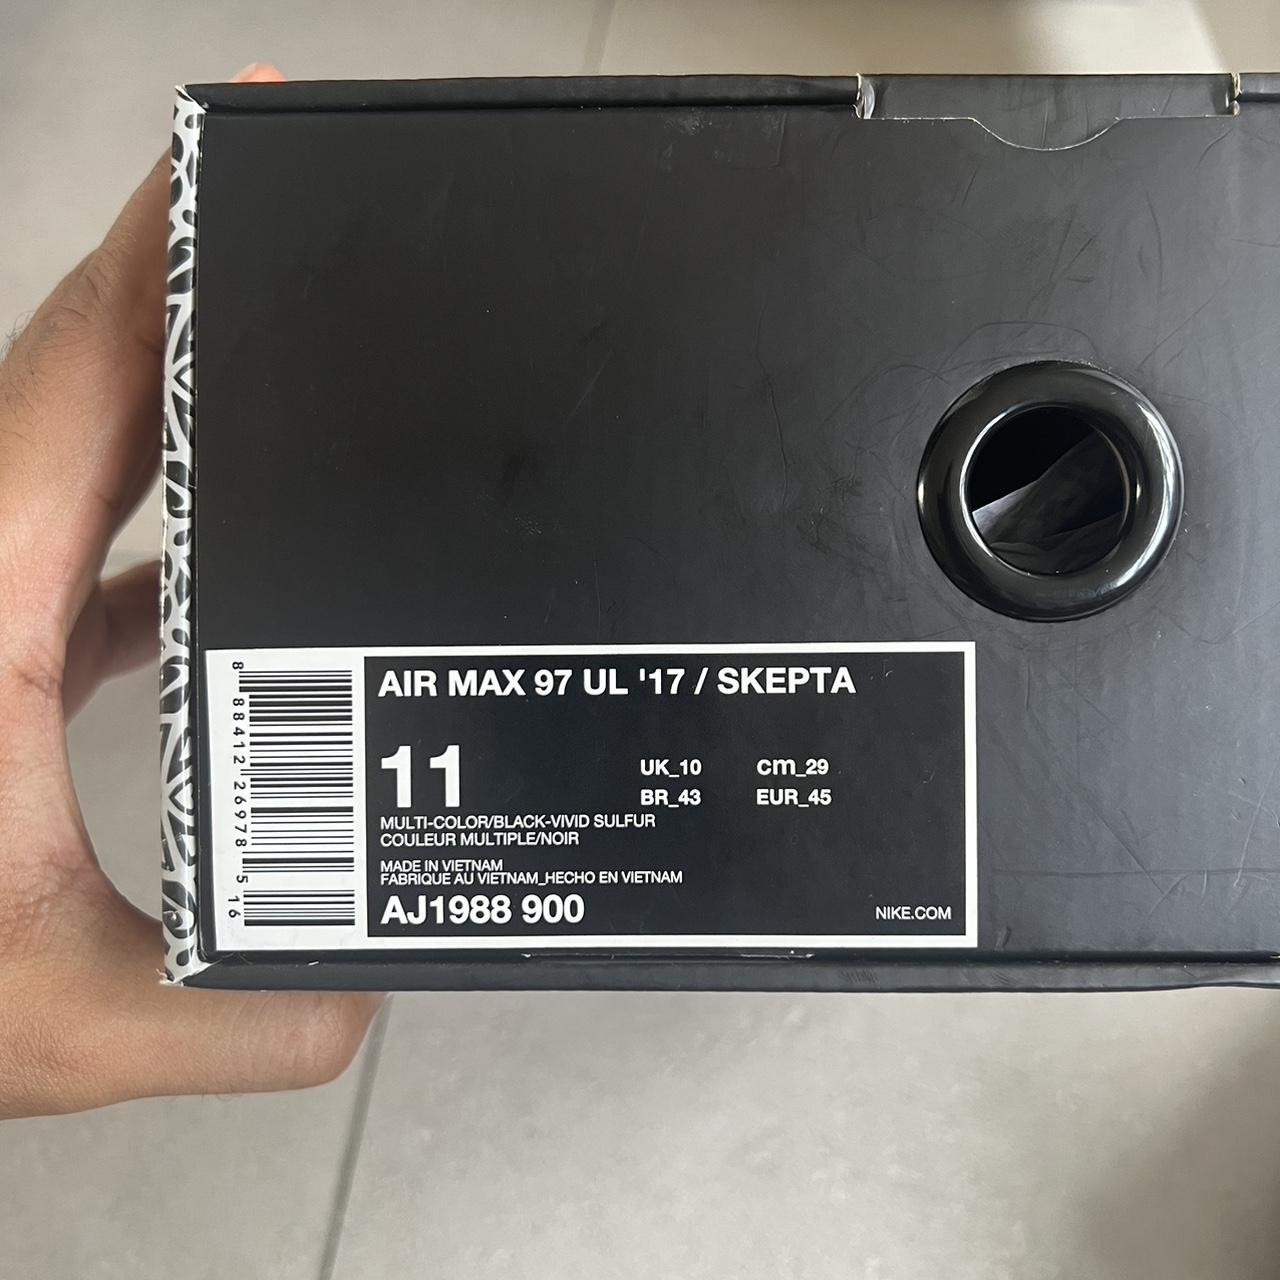 AIR MAX 97 UL '17 / SKEPTA
11
UK_10 cm_29
BR_43 EUR_45
MULTI-COLOR/BLACK-VIVID SULFUR
COULEUR MULTIPLE/NOIR
MADE IN VIETNAM
FABRIQUE AU VIETNAM_HECHO EN VIETNAM
AJ1988 900
NIKE.COM
8 88412 26978 5 16